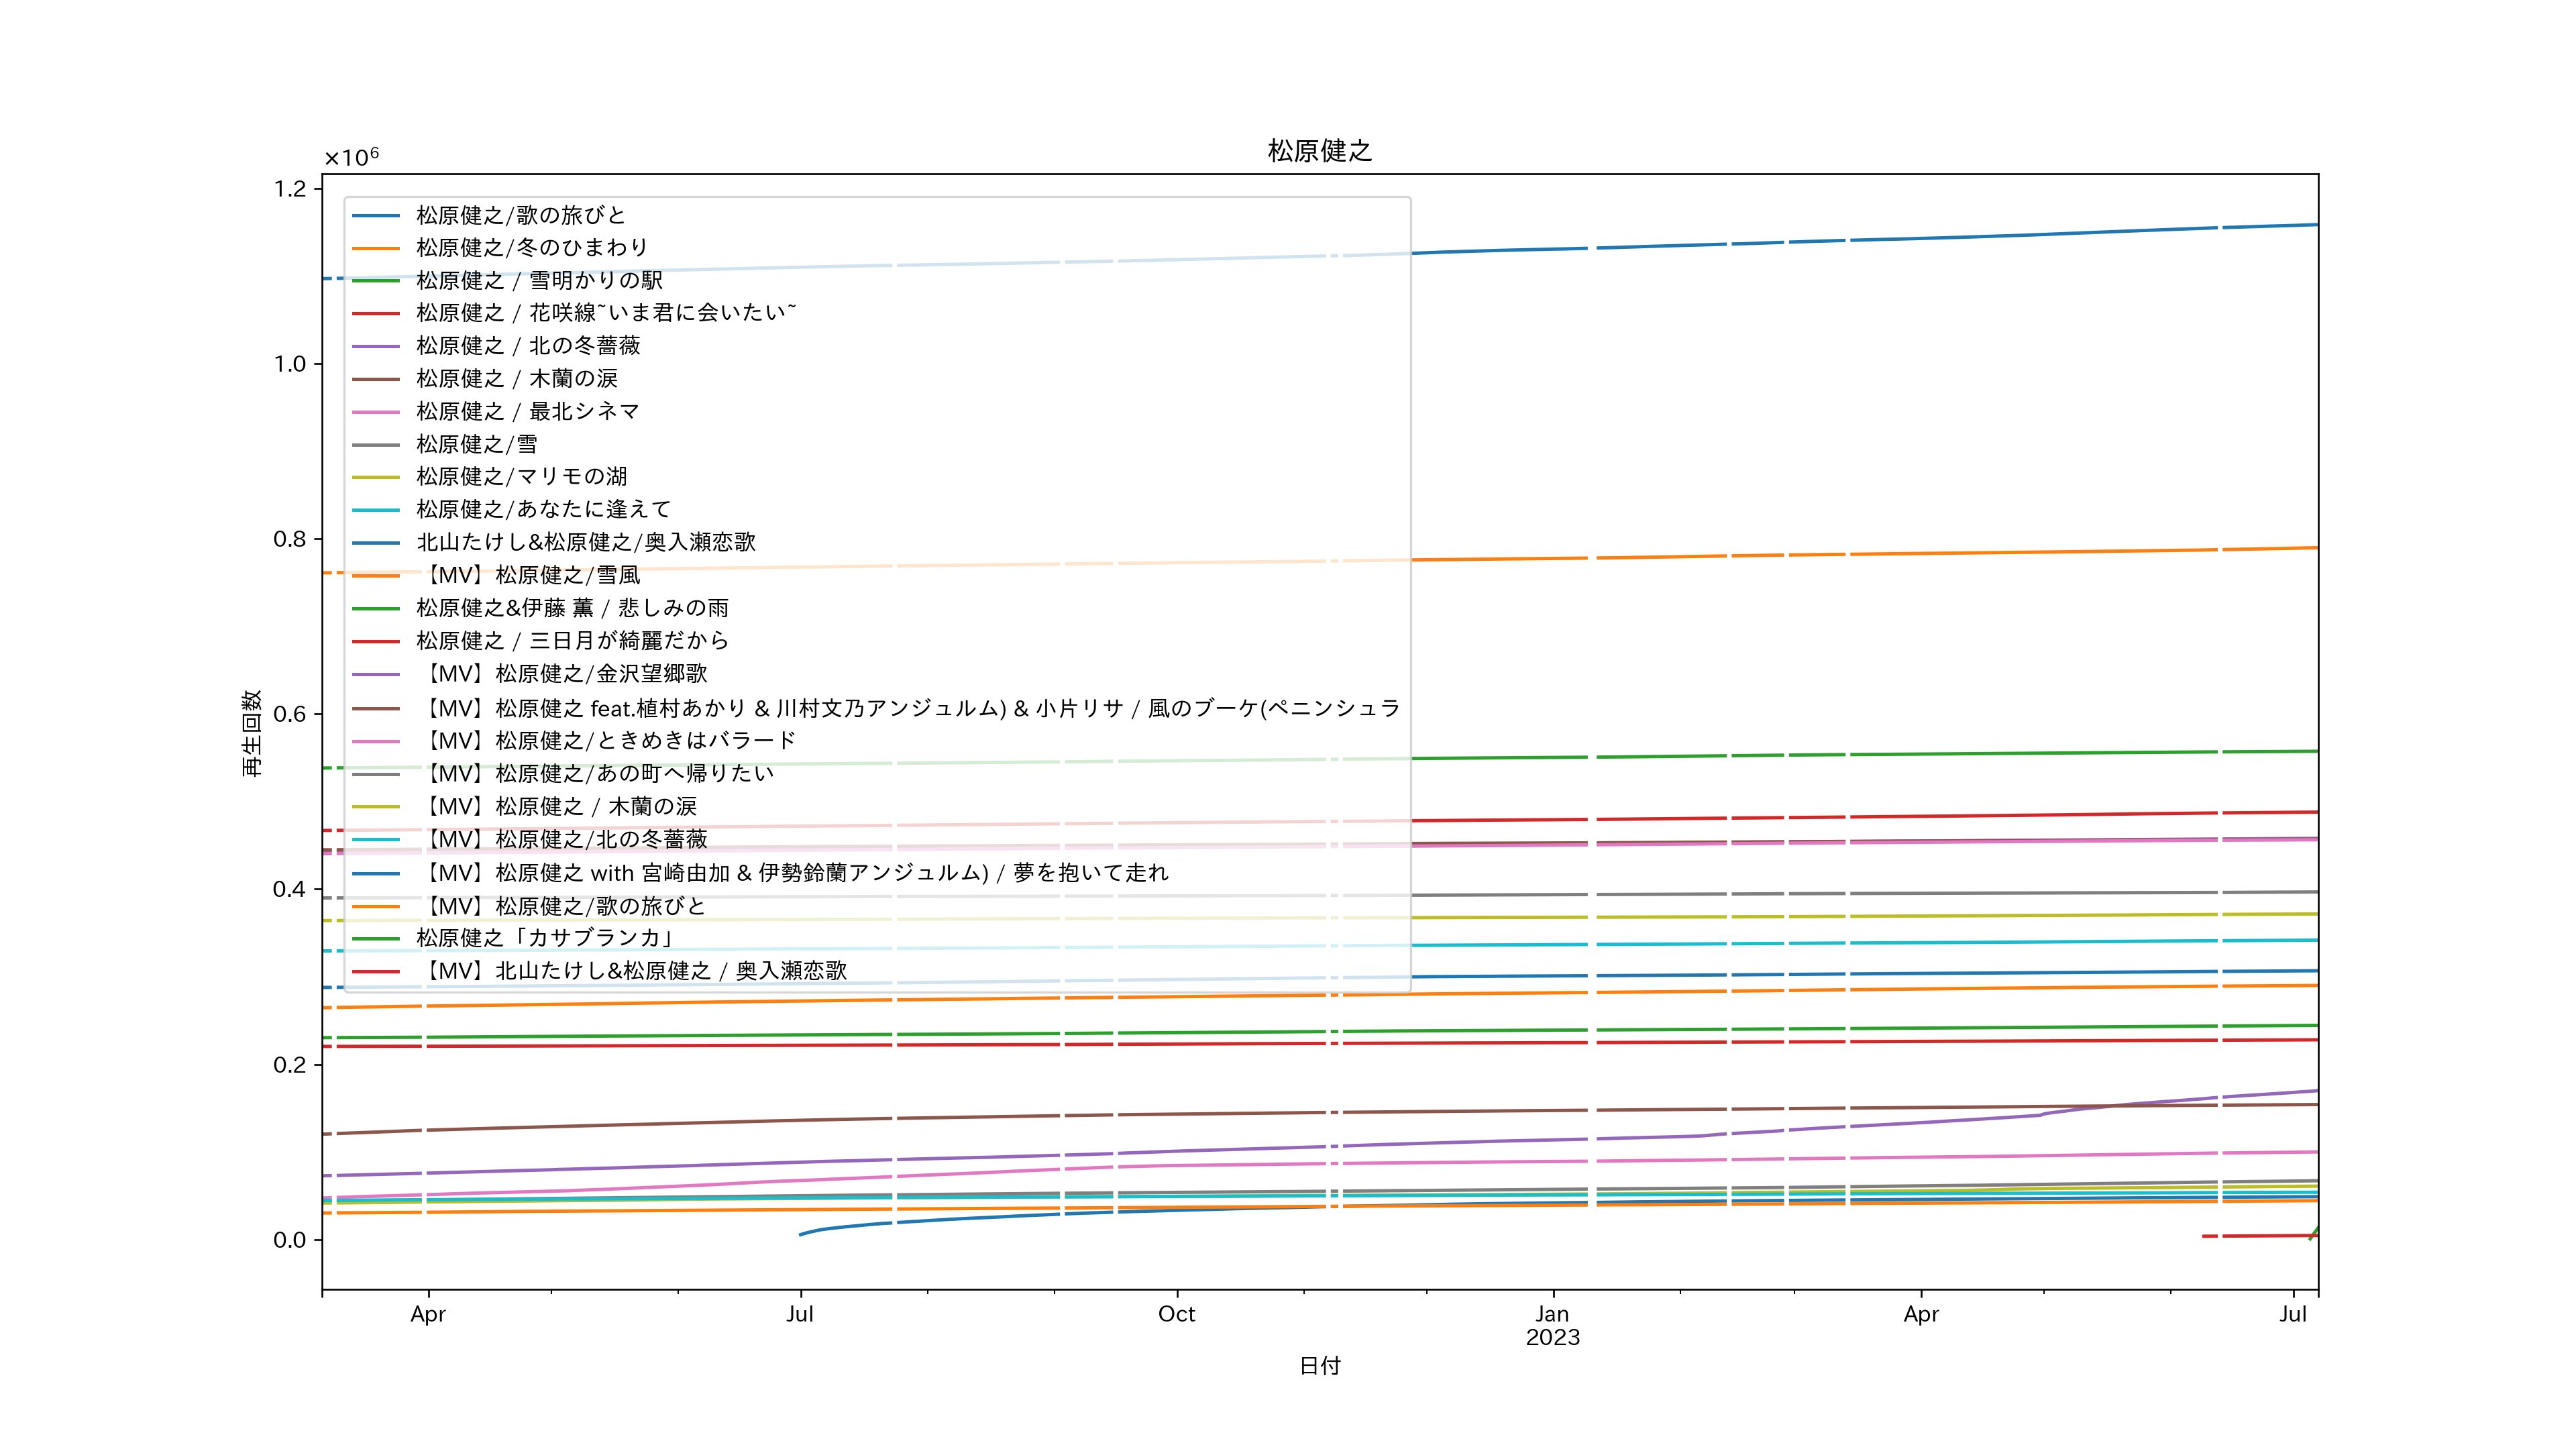 松原健之
×10⁶
1.2
1.0
0.8
0.6
0.4
0.2
0.0
再生回数
松原健之/歌の旅びと
松原健之/冬のひまわり
松原健之 / 雪明かりの駅
松原健之 / 花咲線~いま君に会いたい~
松原健之 / 北の冬薔薇
松原健之 / 木蘭の涙
松原健之 / 最北シネマ
松原健之/雪
松原健之/マリモの湖
松原健之/あなたに逢えて
北山たけし&松原健之/奥入瀬恋歌
【MV】松原健之/雪風
松原健之&伊藤 薫 / 悲しみの雨
松原健之 / 三日月が綺麗だから
【MV】松原健之/金沢望郷歌
【MV】松原健之 feat.植村あかり & 川村文乃アンジュルム) & 小片リサ / 風のブーケ(ペニンシュラ
【MV】松原健之/ときめきはバラード
【MV】松原健之/あの町へ帰りたい
【MV】松原健之 / 木蘭の涙
【MV】松原健之/北の冬薔薇
【MV】松原健之 with 宮崎由加 & 伊勢鈴蘭アンジュルム) / 夢を抱いて走れ
【MV】松原健之/歌の旅びと
松原健之「カサブランカ」
【MV】北山たけし&松原健之 / 奥入瀬恋歌
Apr
Jul
Oct
Jan
2023
Apr
Jul
日付